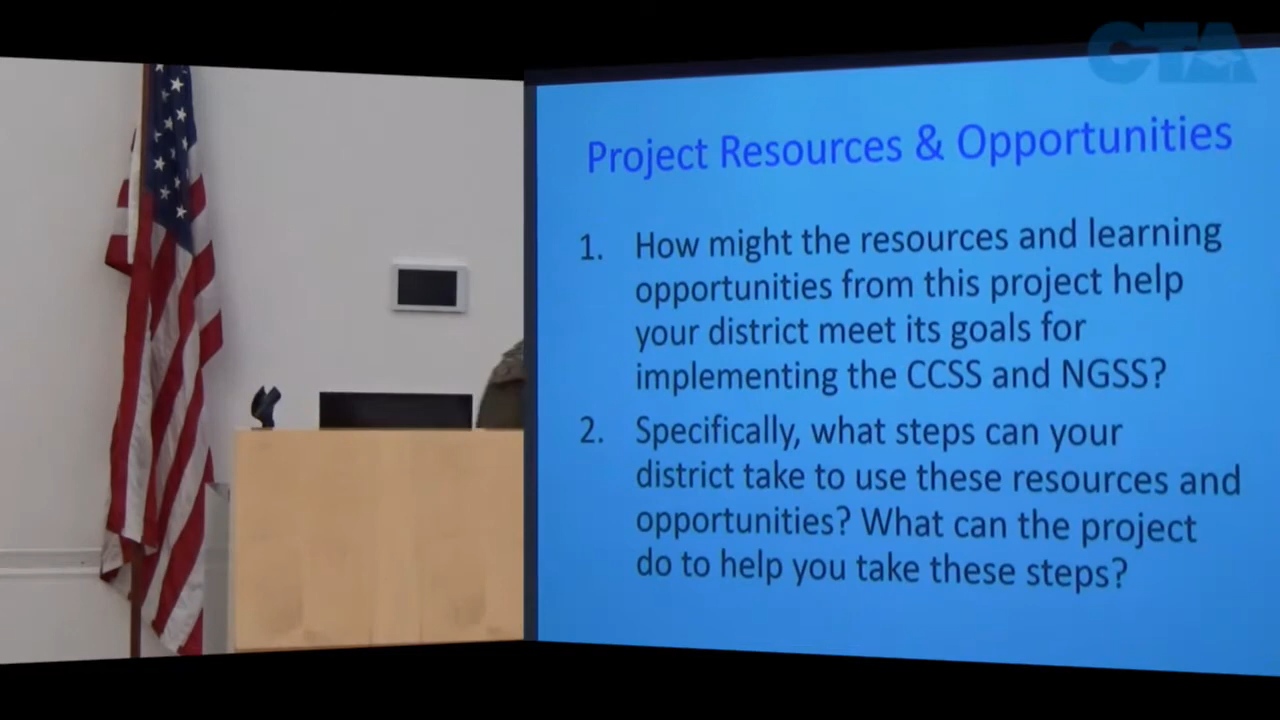 CTA
Project Resources & Opportunities
1. How might the resources and learning
opportunities from this project help
your district meet its goals for
implementing the CCSS and NGSS?
2. Specifically, what steps can your
district take to use these resources and
opportunities? What can the project
do to help you take these steps?